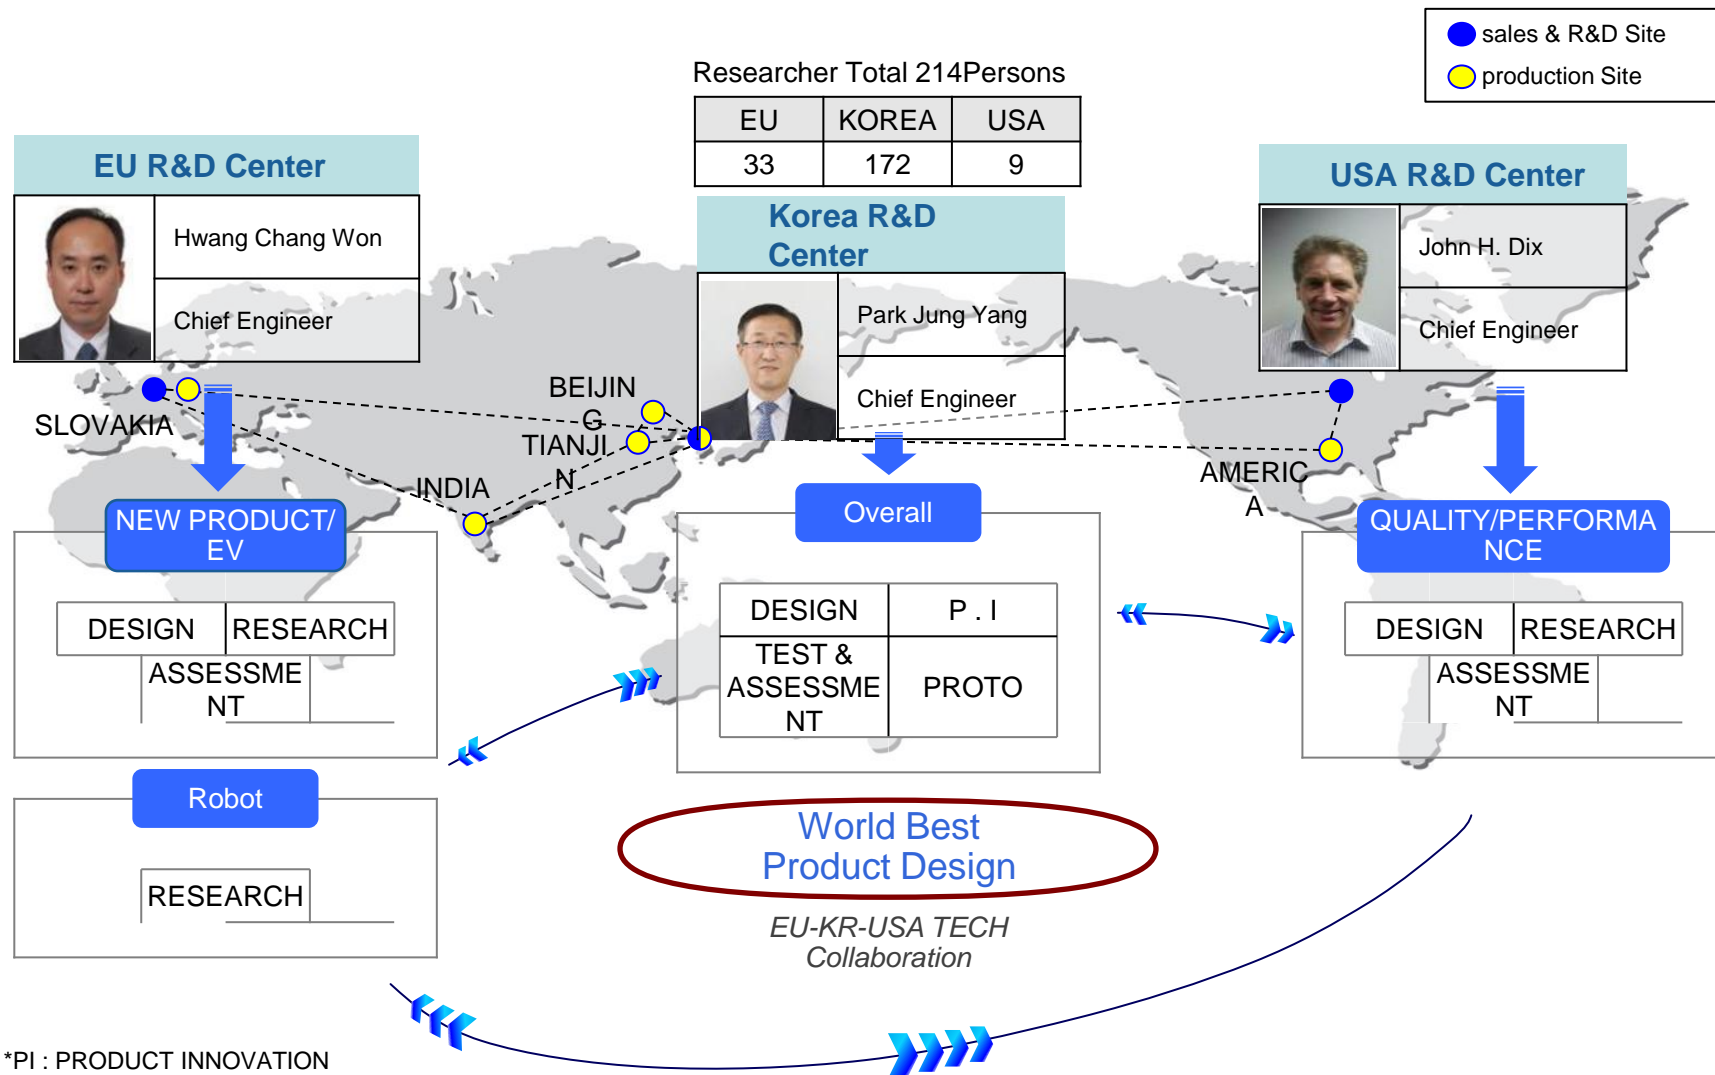 sales & R&D Site
production Site
Researcher Total 214Persons
EU KOREA USA
33 172 9
EU R&D Center
Hwang Chang Won
Chief Engineer
Korea R&D
Center
Park Jung Yang
Chief Engineer
USA R&D Center
John H. Dix
Chief Engineer
SLOVAKIA
BEIJIN
G
TIANJI
N
INDIA
AMERIC
A
NEW PRODUCT/
EV
DESIGN RESEARCH
ASSESSME
NT
Overall
DESIGN P . I
TEST &
ASSESSME
NT
PROTO
QUALITY/PERFORMA
NCE
DESIGN RESEARCH
ASSESSME
NT
Robot
RESEARCH
World Best
Product Design
EU-KR-USA TECH
Collaboration
*PI : PRODUCT INNOVATION